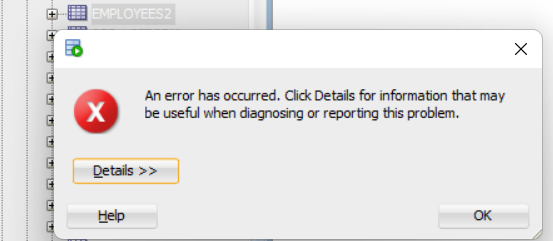 EMPLOYEES2
An error has occurred. Click Details for information that may
be useful when diagnosing or reporting this problem.
Details >>
Help
OK